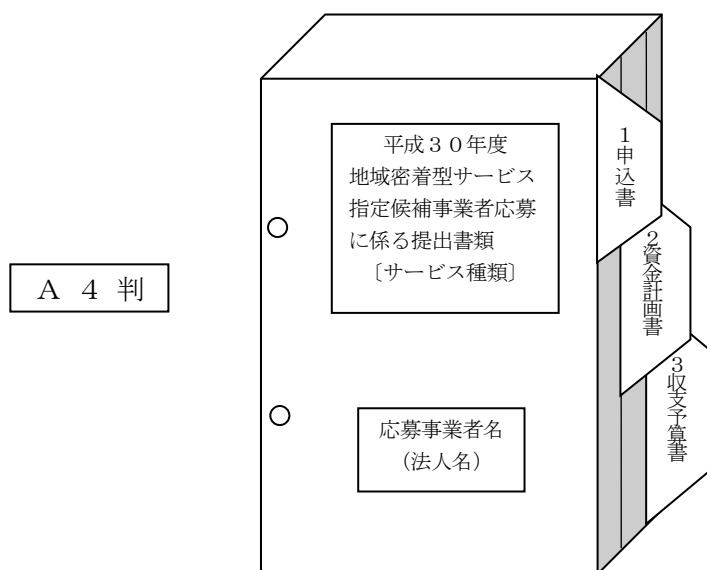 Ａ４判
平成３０年度
地域密着型サービス
指定候補事業者応募
に係る提出書類
〔サービス種類〕
応募事業者名
（法人名）
１申込書
２資金計画書
３収支予算書